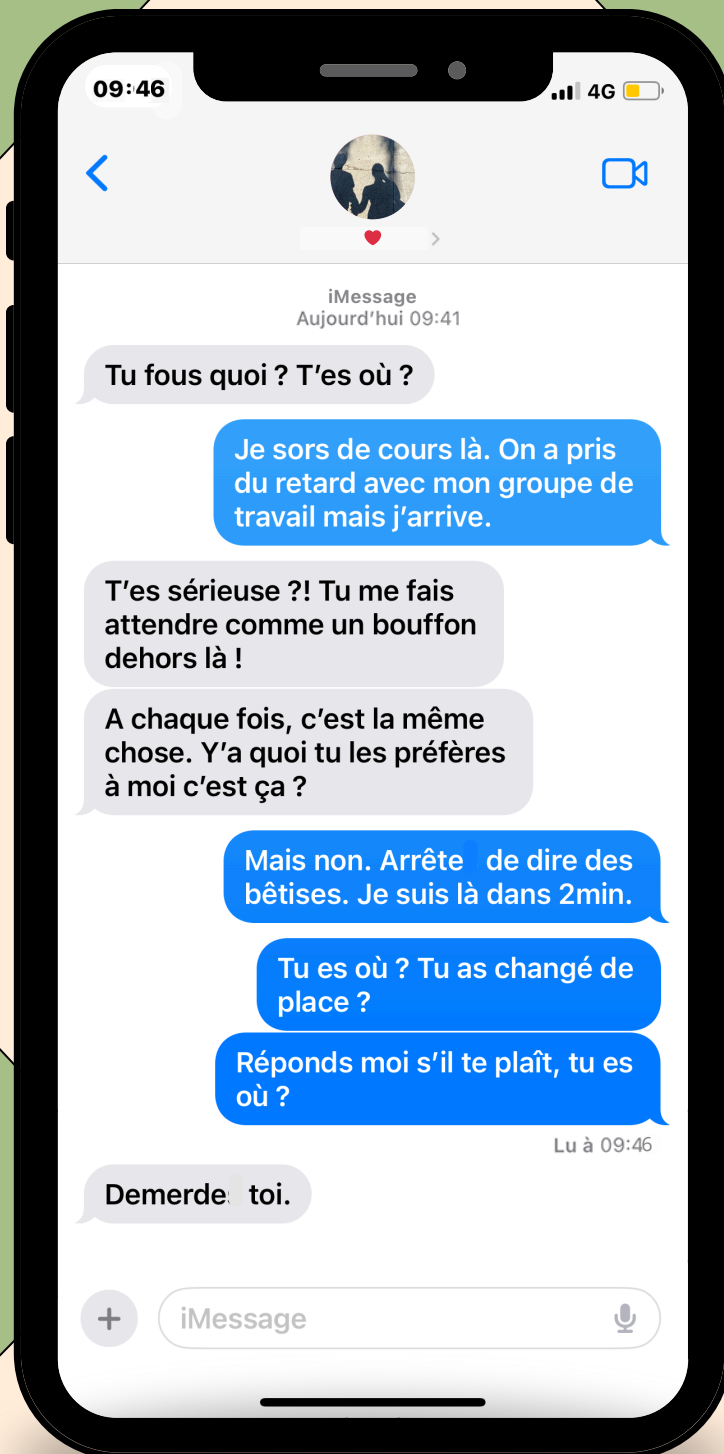 09:46
4G
iMessage
Aujourd’hui 09:41
Tu fous quoi ? T’es où ?
Je sors de cours là. On a pris
du retard avec mon groupe de
travail mais j’arrive.
T’es sérieuse ?! Tu me fais
attendre comme un bouffon
dehors là !
A chaque fois, c’est la même
chose. Y’a quoi tu les préfères
à moi c’est ça ?
Mais non. Arrête de dire des
bêtises. Je suis là dans 2min.
Tu es où ? Tu as changé de
place ?
Réponds moi s’il te plaît, tu es
où ?
Lu à 09:46
Demerde toi.
iMessage